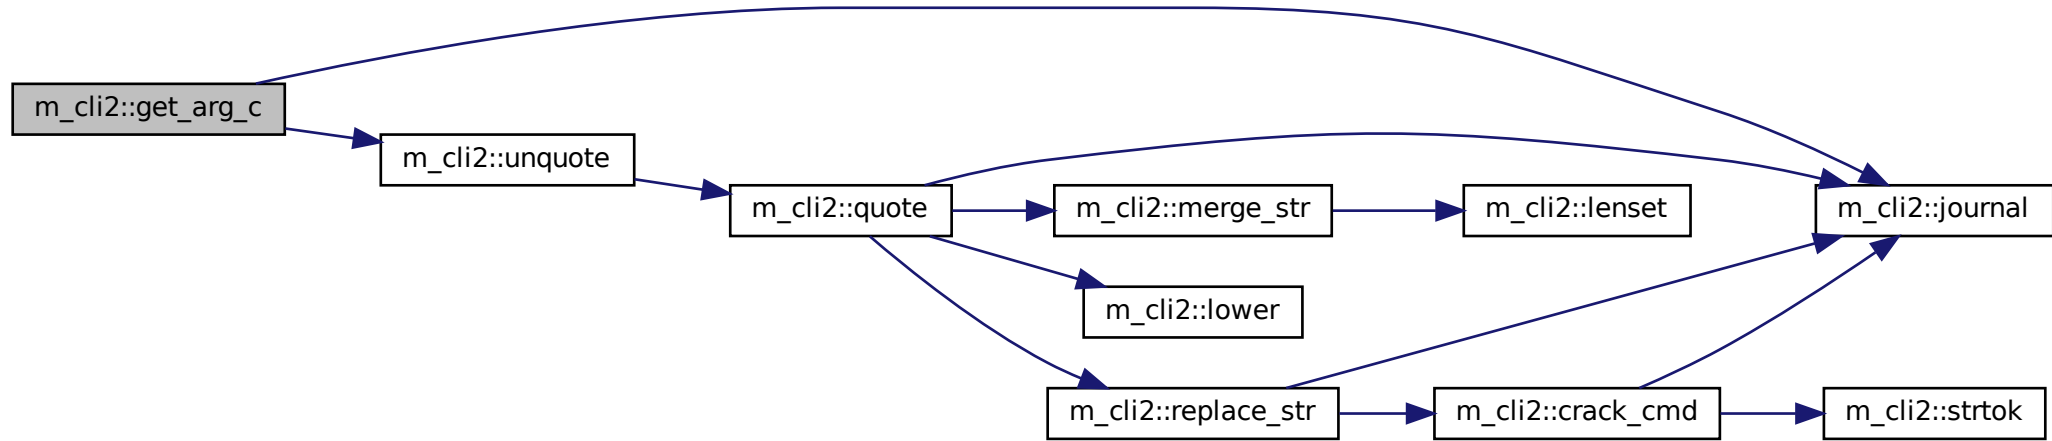 m_cli2::get_arg_c
m_cli2::unquote
m_cli2::quote
m_cli2::merge_str
m_cli2::lenset
m_cli2::journal
m_cli2::lower
m_cli2::replace_str
m_cli2::crack_cmd
m_cli2::strtok